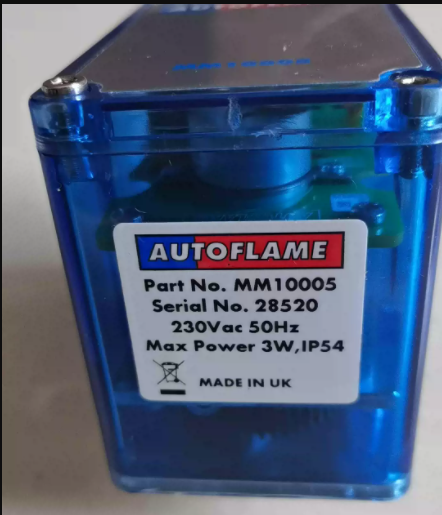 AUTOFLAME
Part No. MM10005
Serial No. 28520
230Vac 50Hz
Max Power 3W,IP54
MADE IN UK